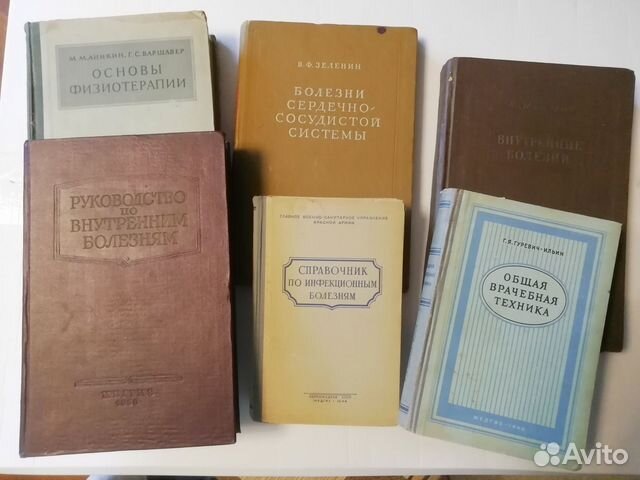 М. М. АНИКИН, Г. С. ВАРШАВЕР
ОСНОВЫ
ФИЗИОТЕРАПИИ
В. Ф. ЗЕЛЕНИН
БОЛЕЗНИ
СЕРДЕЧНО-
СОСУДИСТОЙ
СИСТЕМЫ
ВНУТРЕННИЕ
БОЛЕЗНИ
РУКОВОДСТВО
ПО
ВНУТРЕННИМ
БОЛЕЗНЯМ
МЕДГИЗ
ГЛАВНОЕ ВОЕННО-САНИТАРНОЕ УПРАВЛЕНИЕ
КРАСНОЙ АРМИИ
СПРАВОЧНИК
ПО ИНФЕКЦИОННЫМ
БОЛЕЗНЯМ
МЕДГИЗ
Г. Я. ГУРЕВИЧ-ИЛЬИН
ОБЩАЯ
ВРАЧЕБНАЯ
ТЕХНИКА
МЕДГИЗ
Avito